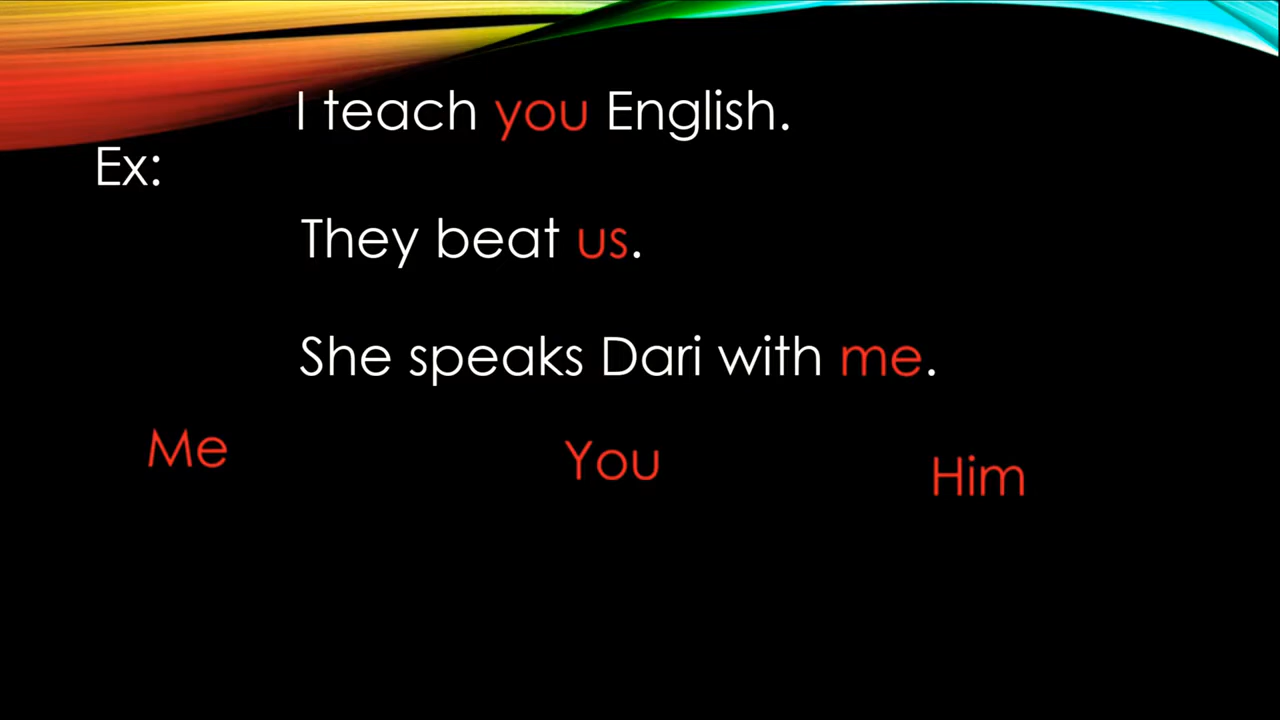 I teach you English.
Ex:
They beat us.
She speaks Dari with me.
Me
You
Him